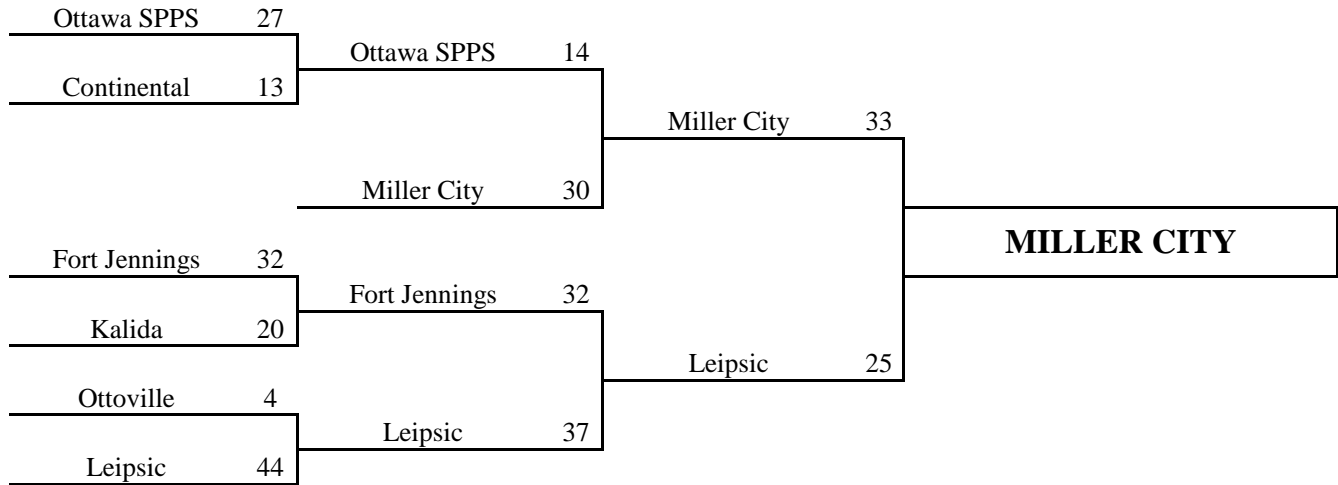 Ottawa SPPS 27
Ottawa SPPS 14
Continental 13
Miller City 33
Miller City 30
MILLER CITY
Fort Jennings 32
Fort Jennings 32
Kalida 20
Leipsic 25
Ottoville 4
Leipsic 37
Leipsic 44